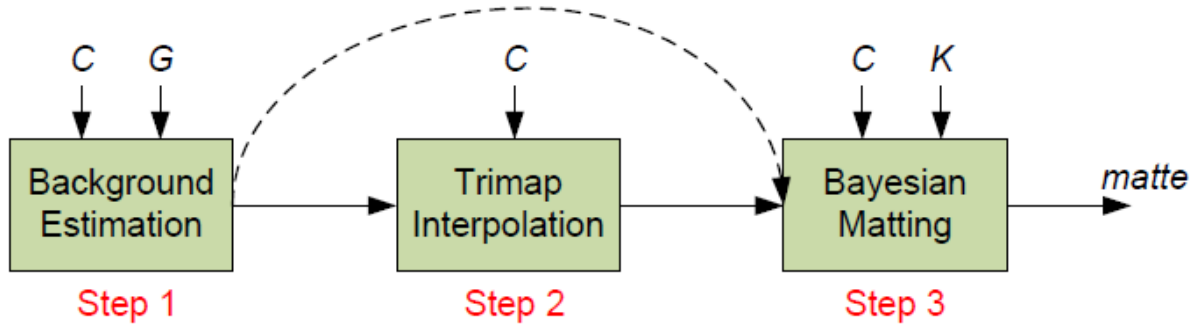 C G C C K
Background Estimation
Trimap Interpolation
Bayesian Matting
matte
Step 1 Step 2 Step 3